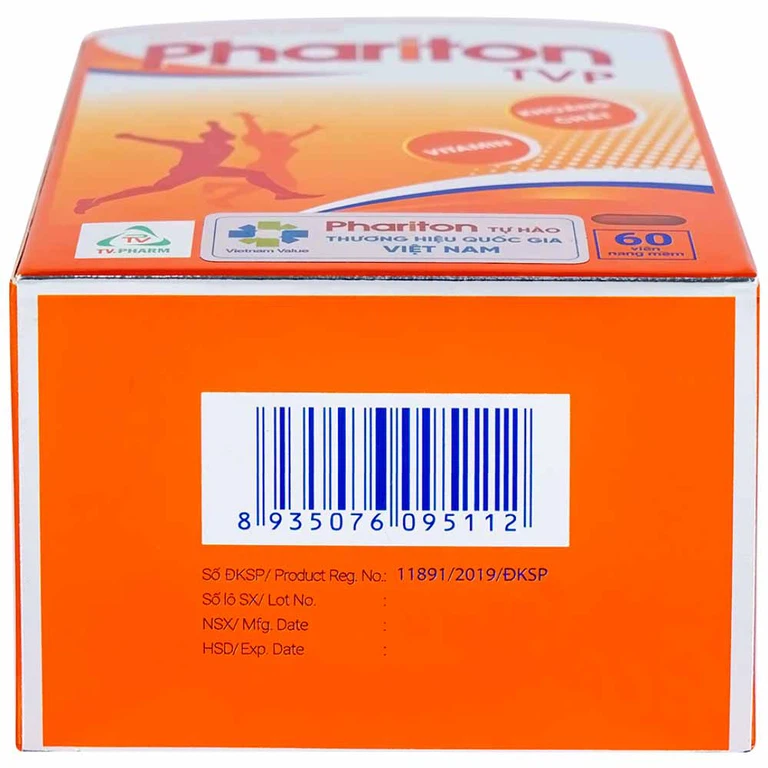 Phariton
TVP
KHOÁNG
CHẤT
VITAMIN
TV
TV.PHARM
Vietnam Value
Phariton TỰ HÀO
THƯƠNG HIỆU QUỐC GIA
VIỆT NAM
60
viên
nang mềm
8 935076 095112
Số ĐKSP/ Product Reg. No.: 11891/2019/ĐKSP
Số lô SX/ Lot No. :
NSX/ Mfg. Date :
HSD/ Exp. Date :